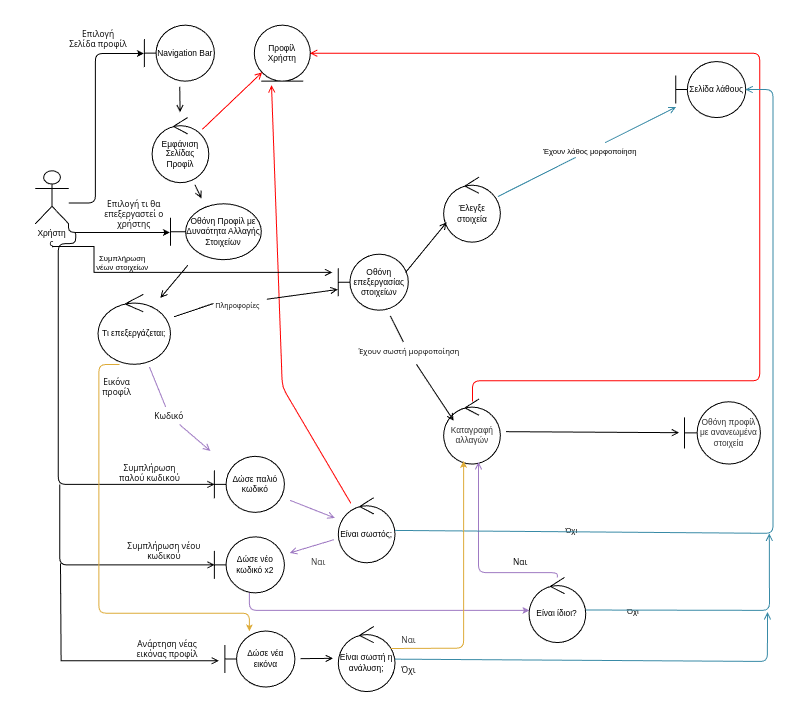 Επιλογή
Σελίδα προφίλ
Navigation Bar
Προφίλ
Χρήστη
Σελίδα λάθους
Εμφάνιση
Σελίδας
Προφίλ
Έχουν λάθος μορφοποίηση
Χρήστη
Επιλογή τι θα
επεξεργαστεί ο
χρήστης
Οθόνη Προφίλ με
Δυναότητα Αλλαγής
Στοιχείων
Έλεγξε
στοιχεία
Συμπλήρωση
νέων στοιχείων
Οθόνη
επεξεργασίας
στοιχείων
Πληροφορίες
Τι επεξεργάζεται;
Έχουν σωστή μορφοποίηση
Εικόνα
προφίλ
Κωδικό
Καταγραφή
αλλαγών
Οθόνη προφίλ
με ανανεωμένα
στοιχεία
Συμπλήρωση
παλού κωδικού
Δώσε παλιό
κωδικό
Είναι σωστός;
Όχι
Συμπλήρωση νέου
κωδικού
Δώσε νέο
κωδικό x2
Ναι
Ναι
Είναι ίδιοι?
Όχι
Ανάρτηση νέας
εικόνας προφίλ
Δώσε νέα
εικόνα
Είναι σωστή η
ανάλυση;
Ναι
Όχι